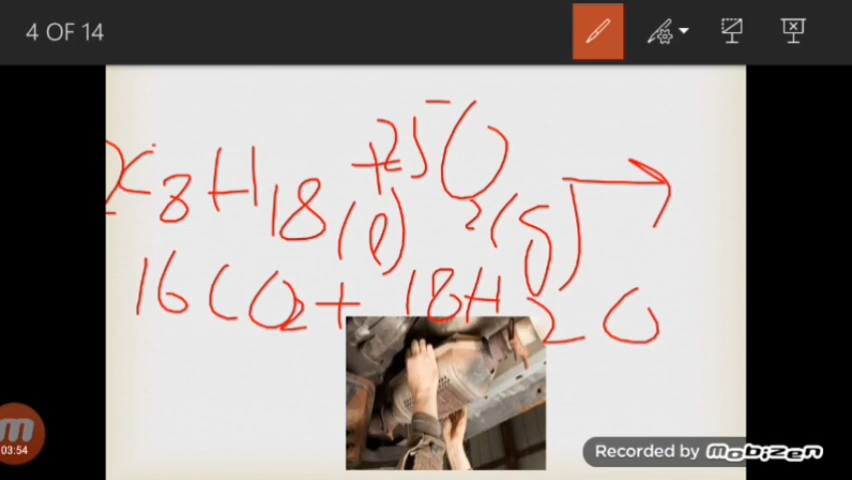 4 OF 14
2C8H18(l) +25O2(g) →
16CO2 + 18H2O
03:54
Recorded by Mobizen